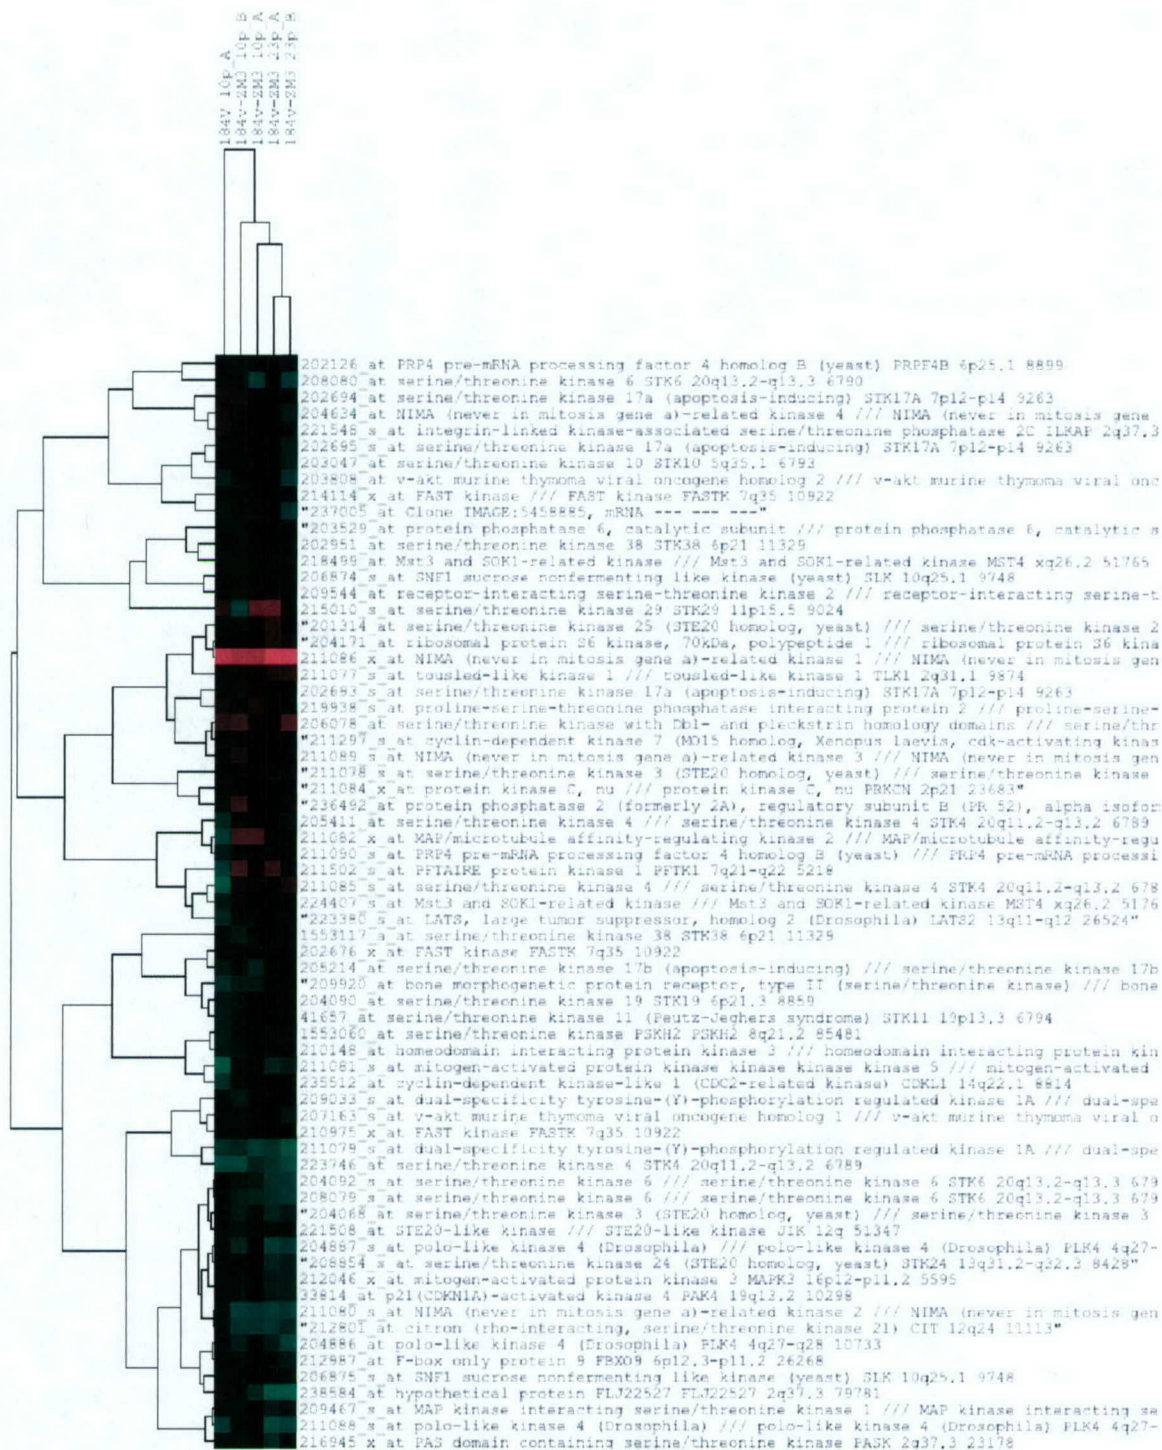 184V 10p_A
184v-ZM3 10p_B
184v-ZM3 10p_A
184v-ZM3 23p_A
184v-ZM3 23p_B
202126_at PRP4 pre-mRNA processing factor 4 homolog B (yeast) PRPF4B 6p25.1 8899
208080_at serine/threonine kinase 6 STK6 20q13.2-q13.3 6790
202694_at serine/threonine kinase 17a (apoptosis-inducing) STK17A 7p12-p14 9263
204634_at NIMA (never in mitosis gene a)-related kinase 4 /// NIMA (never in mitosis gene
221548_s_at integrin-linked kinase-associated serine/threonine phosphatase 2C ILKAP 2q37.3
202695_s_at serine/threonine kinase 17a (apoptosis-inducing) STK17A 7p12-p14 9263
203047_at serine/threonine kinase 10 STK10 5q35.1 6793
203808_at v-akt murine thymoma viral oncogene homolog 2 /// v-akt murine thymoma viral onc
214114_x_at FAST kinase /// FAST kinase FASTK 7q35 10922
"237005_at Clone IMAGE:5458885, mRNA --- --- ---"
"203529_at protein phosphatase 6, catalytic subunit /// protein phosphatase 6, catalytic s
202951_at serine/threonine kinase 38 STK38 6p21 11329
218499_at Mst3 and SOK1-related kinase /// Mst3 and SOK1-related kinase MST4 xq26.2 51765
206874_s_at SNF1 sucrose nonfermenting like kinase (yeast) SLK 10q25.1 9748
209544_at receptor-interacting serine-threonine kinase 2 /// receptor-interacting serine-t
215010_s_at serine/threonine kinase 29 STK29 11p15.5 9024
"201314_at serine/threonine kinase 25 (STE20 homolog, yeast) /// serine/threonine kinase 2
"204171_at ribosomal protein S6 kinase, 70kDa, polypeptide 1 /// ribosomal protein S6 kina
211086_x_at NIMA (never in mitosis gene a)-related kinase 1 /// NIMA (never in mitosis gen
211077_s_at tousled-like kinase 1 /// tousled-like kinase 1 TLK1 2q31.1 9874
202693_s_at serine/threonine kinase 17a (apoptosis-inducing) STK17A 7p12-p14 9263
219938_s_at proline-serine-threonine phosphatase interacting protein 2 /// proline-serine-
206078_at serine/threonine kinase with Dbl- and pleckstrin homology domains /// serine/thr
"211297_s_at cyclin-dependent kinase 7 (MO15 homolog, Xenopus laevis, cdk-activating kinas
211089_s_at NIMA (never in mitosis gene a)-related kinase 3 /// NIMA (never in mitosis gen
"211078_s_at serine/threonine kinase 3 (STE20 homolog, yeast) /// serine/threonine kinase
"211084_x_at protein kinase C, nu /// protein kinase C, nu PRKCN 2p21 23683"
"236492_at protein phosphatase 2 (formerly 2A), regulatory subunit B (PR 52), alpha isofor
205411_at serine/threonine kinase 4 /// serine/threonine kinase 4 STK4 20q11.2-q13.2 6789
211082_x_at MAP/microtubule affinity-regulating kinase 2 /// MAP/microtubule affinity-regu
211090_s_at PRP4 pre-mRNA processing factor 4 homolog B (yeast) /// PRP4 pre-mRNA processi
211502_s_at PFTAIRE protein kinase 1 PFTK1 7q21-q22 5218
211085_s_at serine/threonine kinase 4 /// serine/threonine kinase 4 STK4 20q11.2-q13.2 678
224407_s_at Mst3 and SOK1-related kinase /// Mst3 and SOK1-related kinase MST4 xq26.2 5176
"223380_s_at LATS, large tumor suppressor, homolog 2 (Drosophila) LATS2 13q11-q12 26524"
1553117_a_at serine/threonine kinase 38 STK38 6p21 11329
202676_x_at FAST kinase FASTK 7q35 10922
205214_at serine/threonine kinase 17b (apoptosis-inducing) /// serine/threonine kinase 17b
"209920_at bone morphogenetic protein receptor, type II (serine/threonine kinase) /// bone
204090_at serine/threonine kinase 19 STK19 6p21.3 8859
41657_at serine/threonine kinase 11 (Peutz-Jeghers syndrome) STK11 19p13.3 6794
1553060_at serine/threonine kinase PSKH2 PSKH2 8q21.2 85481
210148_at homeodomain interacting protein kinase 3 /// homeodomain interacting protein kin
211081_s_at mitogen-activated protein kinase kinase kinase kinase 5 /// mitogen-activated
235512_at cyclin-dependent kinase-like 1 (CDC2-related kinase) CDKL1 14q22.1 8814
209033_s_at dual-specificity tyrosine-(Y)-phosphorylation regulated kinase 1A /// dual-spe
207163_s_at v-akt murine thymoma viral oncogene homolog 1 /// v-akt murine thymoma viral o
210975_x_at FAST kinase FASTK 7q35 10922
211079_s_at dual-specificity tyrosine-(Y)-phosphorylation regulated kinase 1A /// dual-spe
223746_at serine/threonine kinase 4 STK4 20q11.2-q13.2 6789
204092_s_at serine/threonine kinase 6 /// serine/threonine kinase 6 STK6 20q13.2-q13.3 679
208079_s_at serine/threonine kinase 6 /// serine/threonine kinase 6 STK6 20q13.2-q13.3 679
"204068_at serine/threonine kinase 3 (STE20 homolog, yeast) /// serine/threonine kinase 3
221508_at STE20-like kinase /// STE20-like kinase JIK 12q 51347
204887_s_at polo-like kinase 4 (Drosophila) /// polo-like kinase 4 (Drosophila) PLK4 4q27-
"208854_s_at serine/threonine kinase 24 (STE20 homolog, yeast) STK24 13q31.2-q32.3 8428"
212046_x_at mitogen-activated protein kinase 3 MAPK3 16p12-p11.2 5595
33814_at p21(CDKN1A)-activated kinase 4 PAK4 19q13.2 10298
211080_s_at NIMA (never in mitosis gene a)-related kinase 2 /// NIMA (never in mitosis gen
"212801_at citron (rho-interacting, serine/threonine kinase 21) CIT 12q24 11113"
204886_at polo-like kinase 4 (Drosophila) PLK4 4q27-q28 10733
212987_at F-box only protein 9 FBXO9 6p12.3-p11.2 26268
206875_s_at SNF1 sucrose nonfermenting like kinase (yeast) SLK 10q25.1 9748
238584_at hypothetical protein FLJ22527 FLJ22527 2q37.3 79781
209467_s_at MAP kinase interacting serine/threonine kinase 1 /// MAP kinase interacting se
211088_s_at polo-like kinase 4 (Drosophila) /// polo-like kinase 4 (Drosophila) PLK4 4q27-
216945_x_at PAS domain containing serine/threonine kinase PASK 2q37.3 23178